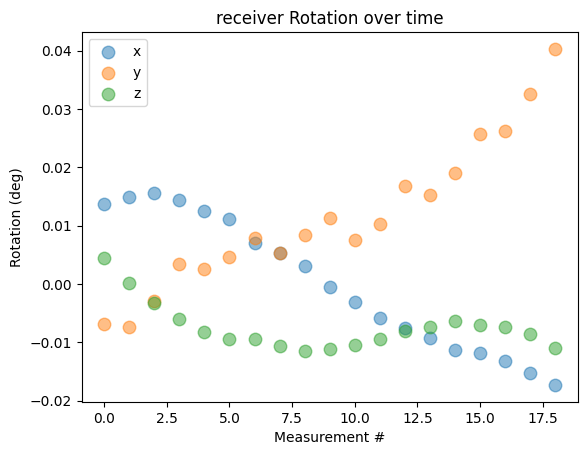 receiver Rotation over time
x
y
z
0.04
0.03
0.02
0.01
0.00
−0.01
−0.02
Rotation (deg)
0.0 2.5 5.0 7.5 10.0 12.5 15.0 17.5
Measurement #